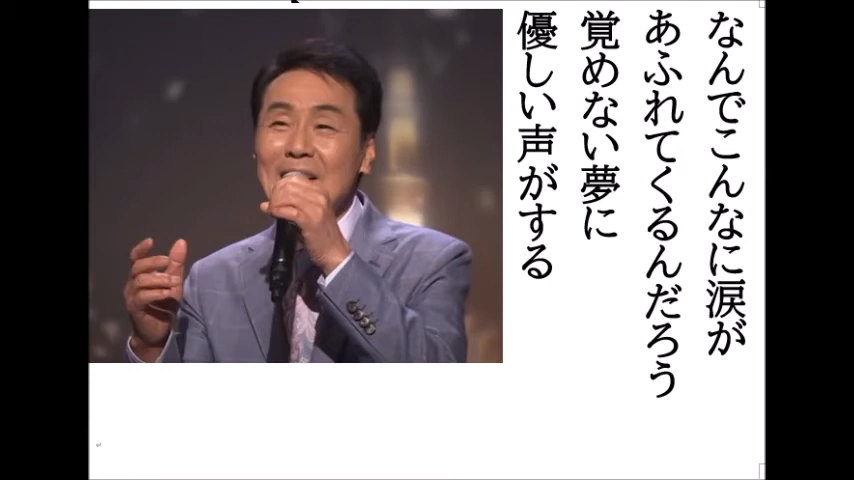 なんでこんなに涙が
あふれてくるんだろう
覚めない夢に
優しい声がする